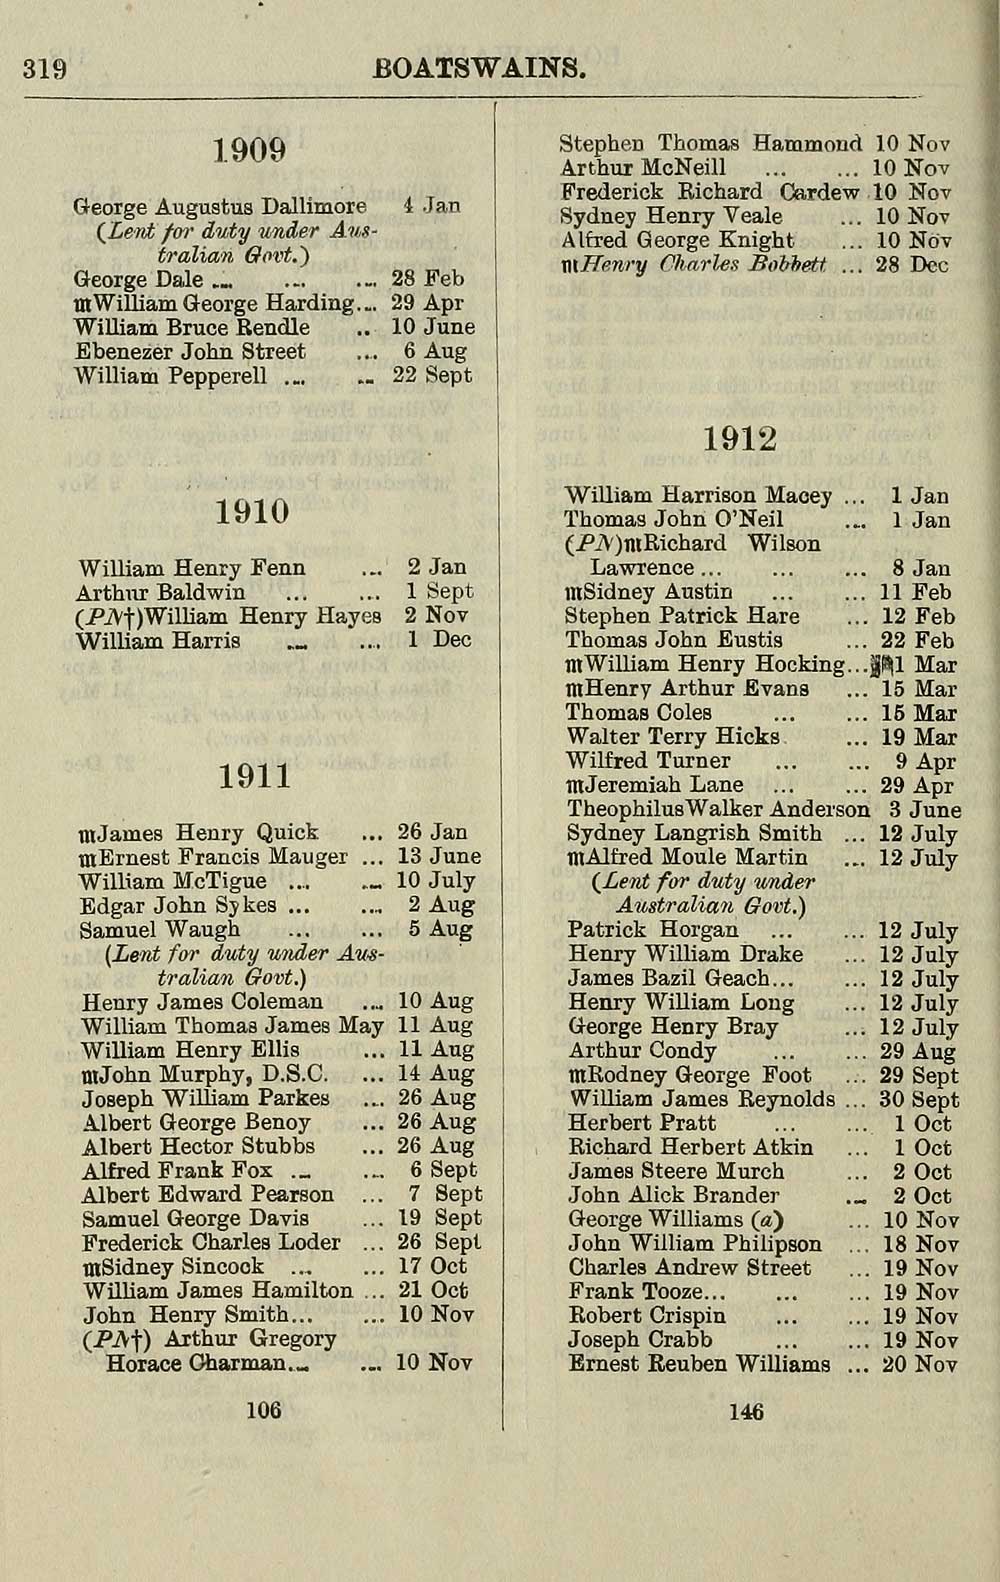 319
BOATSWAINS.
1909
George Augustus Dallimore 4 Jan
(Lent for duty under Aus-
tralian Govt.)
George Dale ... ... ... 28 Feb
mWilliam George Harding... 29 Apr
William Bruce Rendle .. 10 June
Ebenezer John Street ... 6 Aug
William Pepperell ... ... 22 Sept
1910
William Henry Fenn ... 2 Jan
Arthur Baldwin ... ... 1 Sept
(PN†)William Henry Hayes 2 Nov
William Harris ... ... 1 Dec
1911
mJames Henry Quick ... 26 Jan
mErnest Francis Mauger ... 13 June
William McTigue ... ... 10 July
Edgar John Sykes ... ... 2 Aug
Samuel Waugh ... ... 5 Aug
(Lent for duty under Aus-
tralian Govt.)
Henry James Coleman ... 10 Aug
William Thomas James May 11 Aug
William Henry Ellis ... 11 Aug
mJohn Murphy, D.S.C. ... 14 Aug
Joseph William Parkes ... 26 Aug
Albert George Benoy ... 26 Aug
Albert Hector Stubbs ... 26 Aug
Alfred Frank Fox ... ... 6 Sept
Albert Edward Pearson ... 7 Sept
Samuel George Davis ... 19 Sept
Frederick Charles Loder ... 26 Sept
mSidney Sincock ... ... 17 Oct
William James Hamilton ... 21 Oct
John Henry Smith... ... 10 Nov
(PN†) Arthur Gregory
Horace Charman... ... 10 Nov
106
Stephen Thomas Hammond 10 Nov
Arthur McNeill ... ... 10 Nov
Frederick Richard Cardew 10 Nov
Sydney Henry Veale ... 10 Nov
Alfred George Knight ... 10 Nov
mHenry Charles Bobbett ... 28 Dec
1912
William Harrison Macey ... 1 Jan
Thomas John O'Neil ... 1 Jan
(PN)mRichard Wilson
Lawrence ... ... ... 8 Jan
mSidney Austin ... ... 11 Feb
Stephen Patrick Hare ... 12 Feb
Thomas John Eustis ... 22 Feb
mWilliam Henry Hocking... 1 Mar
mHenry Arthur Evans ... 15 Mar
Thomas Coles ... ... 15 Mar
Walter Terry Hicks ... 19 Mar
Wilfred Turner ... ... 9 Apr
mJeremiah Lane ... ... 29 Apr
TheophilusWalker Anderson 3 June
Sydney Langrish Smith ... 12 July
mAlfred Moule Martin ... 12 July
(Lent for duty under
Australian Govt.)
Patrick Horgan ... ... 12 July
Henry William Drake ... 12 July
James Bazil Geach... ... 12 July
Henry William Long ... 12 July
George Henry Bray ... 12 July
Arthur Condy ... ... 29 Aug
mRodney George Foot ... 29 Sept
William James Reynolds ... 30 Sept
Herbert Pratt ... ... 1 Oct
Richard Herbert Atkin ... 1 Oct
James Steere Murch ... 2 Oct
John Alick Brander ... 2 Oct
George Williams (a) ... 10 Nov
John William Philipson ... 18 Nov
Charles Andrew Street ... 19 Nov
Frank Tooze... ... ... 19 Nov
Robert Crispin ... ... 19 Nov
Joseph Crabb ... ... 19 Nov
Ernest Reuben Williams ... 20 Nov
146